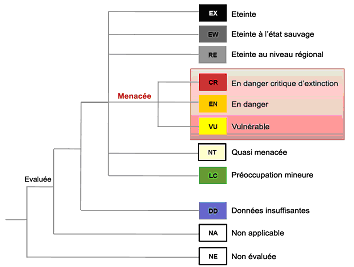 EX Eteinte
EW Eteinte à l'état sauvage
RE Eteinte au niveau régional
Menacée
CR En danger critique d'extinction
EN En danger
VU Vulnérable
NT Quasi menacée
LC Préoccupation mineure
Evaluée
DD Données insuffisantes
NA Non applicable
NE Non évaluée